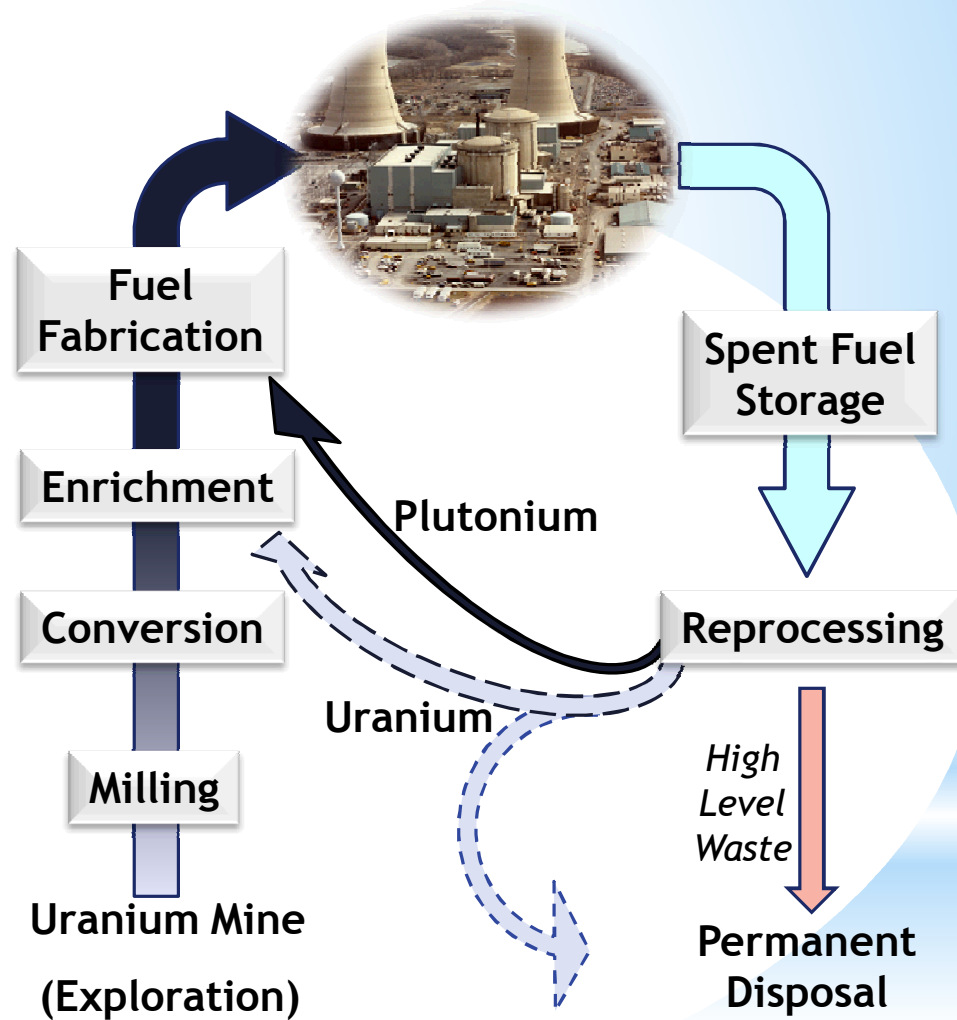 Fuel
Fabrication
Spent Fuel
Storage
Enrichment
Plutonium
Conversion
Reprocessing
Uranium
Milling
High
Level
Waste
Uranium Mine
(Exploration)
Permanent
Disposal